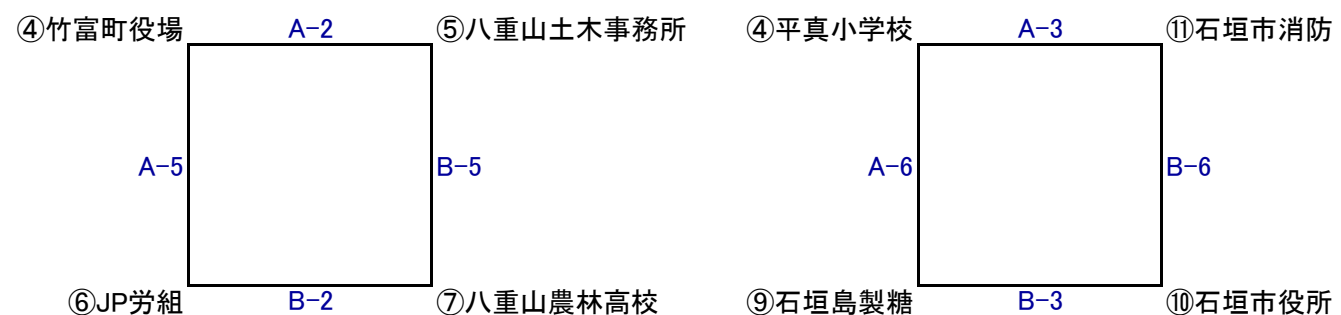 ④竹富町役場 A-2 ⑤八重山土木事務所 ④平真小学校 A-3 ⑪石垣市消防
A-5 B-5 A-6 B-6
⑥JP労組 B-2 ⑦八重山農林高校 ⑨石垣島製糖 B-3 ⑩石垣市役所